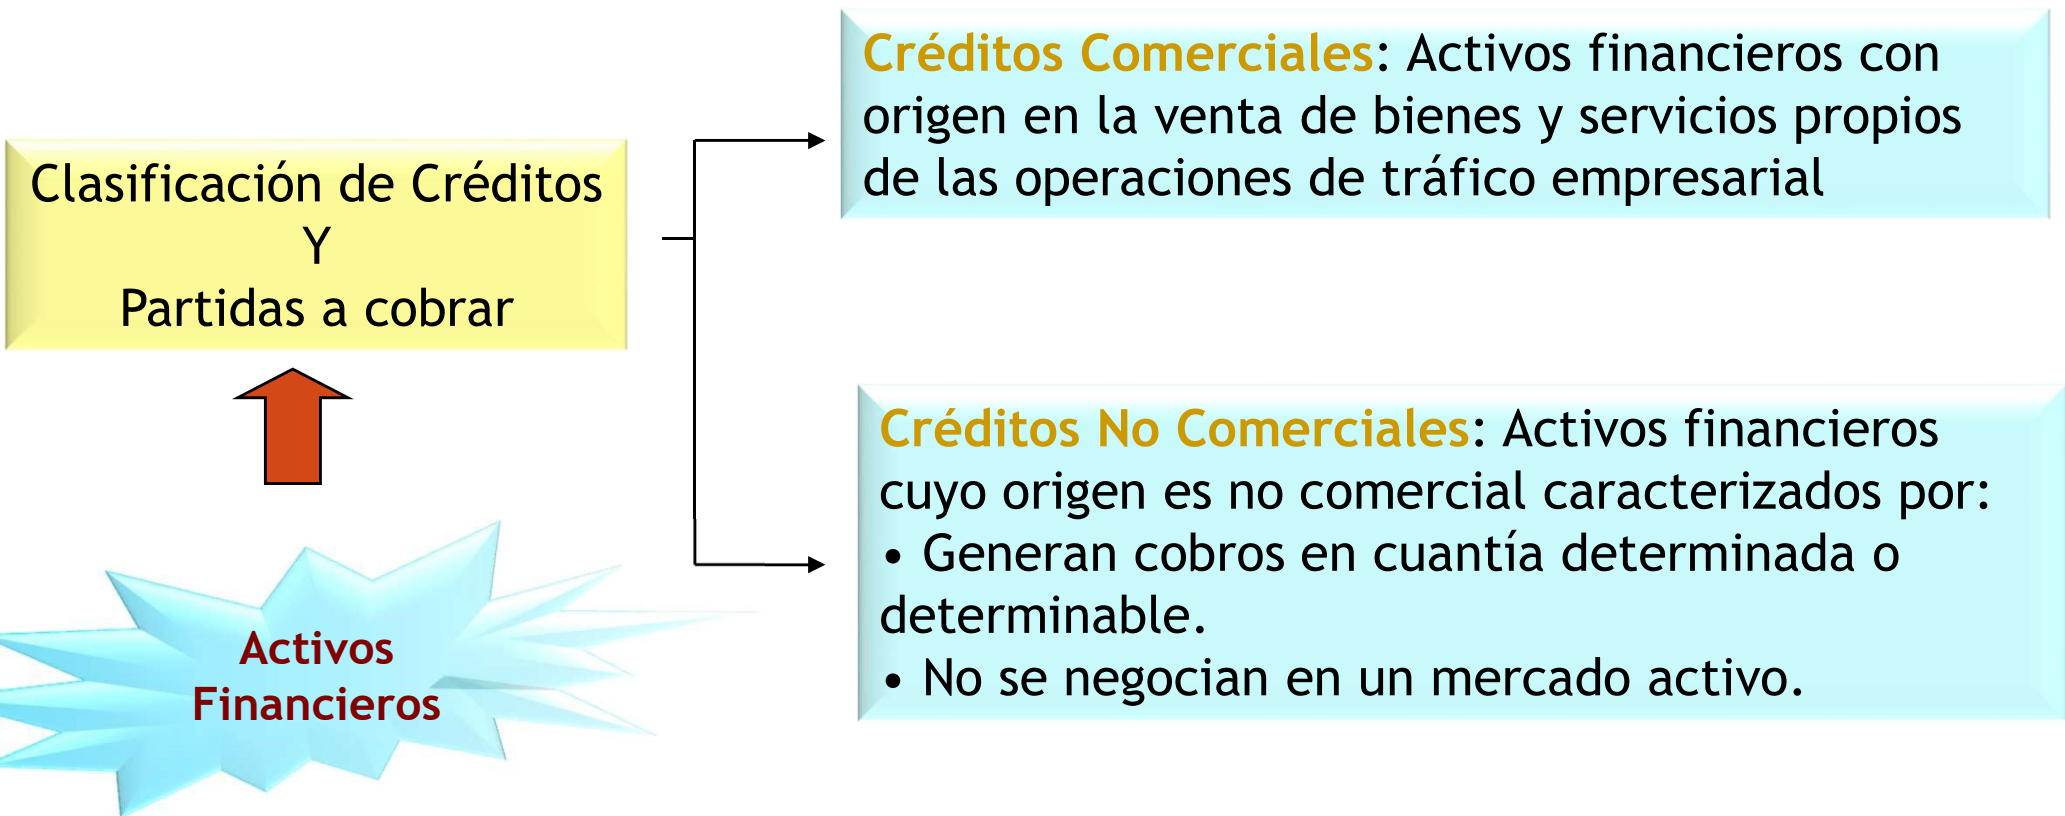 Clasificación de Créditos
Y
Partidas a cobrar
Activos
Financieros
Créditos Comerciales: Activos financieros con
origen en la venta de bienes y servicios propios
de las operaciones de tráfico empresarial
Créditos No Comerciales: Activos financieros
cuyo origen es no comercial caracterizados por:
• Generan cobros en cuantía determinada o
determinable.
• No se negocian en un mercado activo.